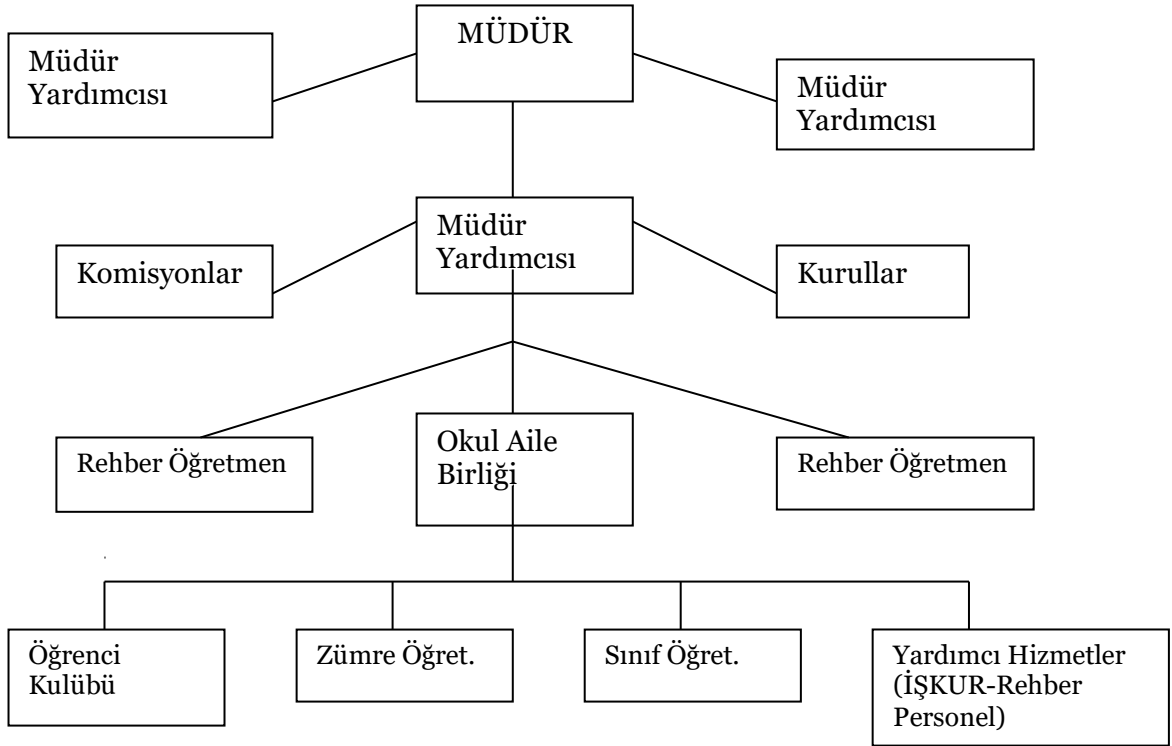 MÜDÜR
Müdür
Yardımcısı
Müdür
Yardımcısı
Müdür
Yardımcısı
Komisyonlar
Kurullar
Rehber Öğretmen
Okul Aile
Birliği
Rehber Öğretmen
Öğrenci
Kulübü
Zümre Öğret.
Sınıf Öğret.
Yardımcı Hizmetler
(İŞKUR-Rehber
Personel)